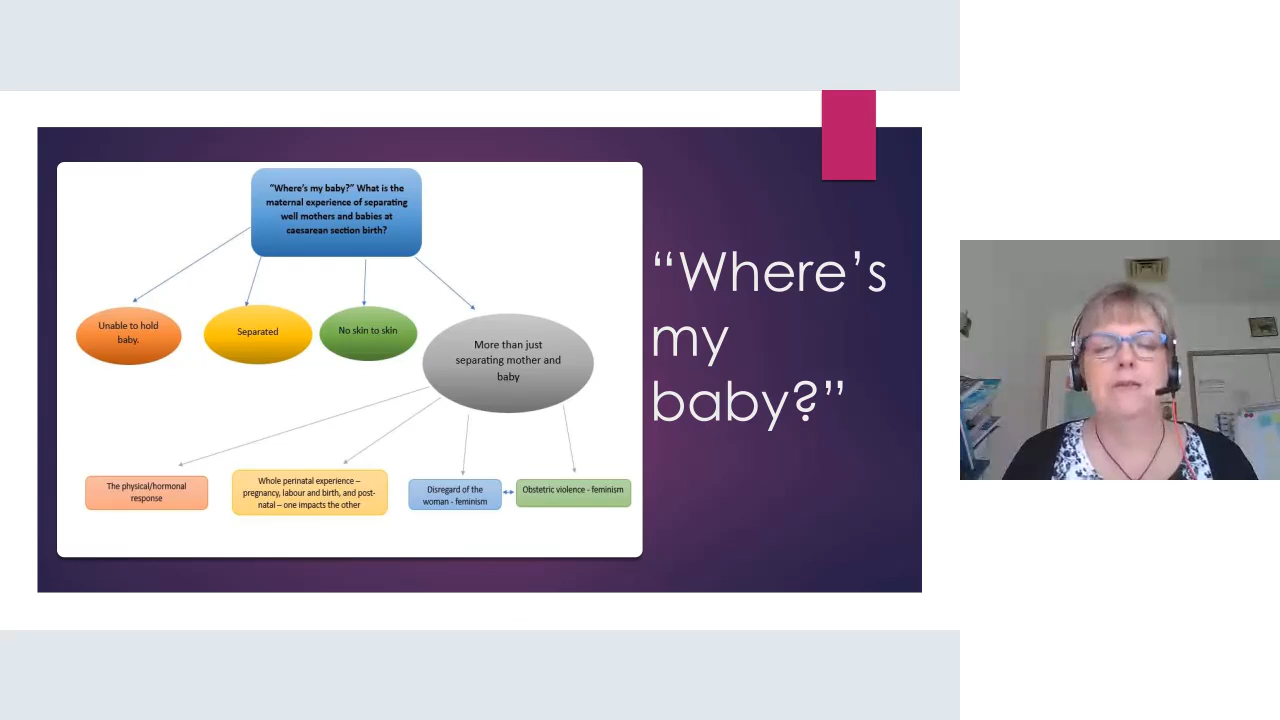 “Where’s my baby?” What is the
maternal experience of separating
well mothers and babies at
caesarean section birth?
Unable to hold
baby.
Separated
No skin to skin
More than just
separating mother and
baby
The physical/hormonal
response
Whole perinatal experience –
pregnancy, labour and birth, and post-
natal – one impacts the other
Disregard of the
woman - feminism
Obstetric violence - feminism
“Where’s
my
baby?”